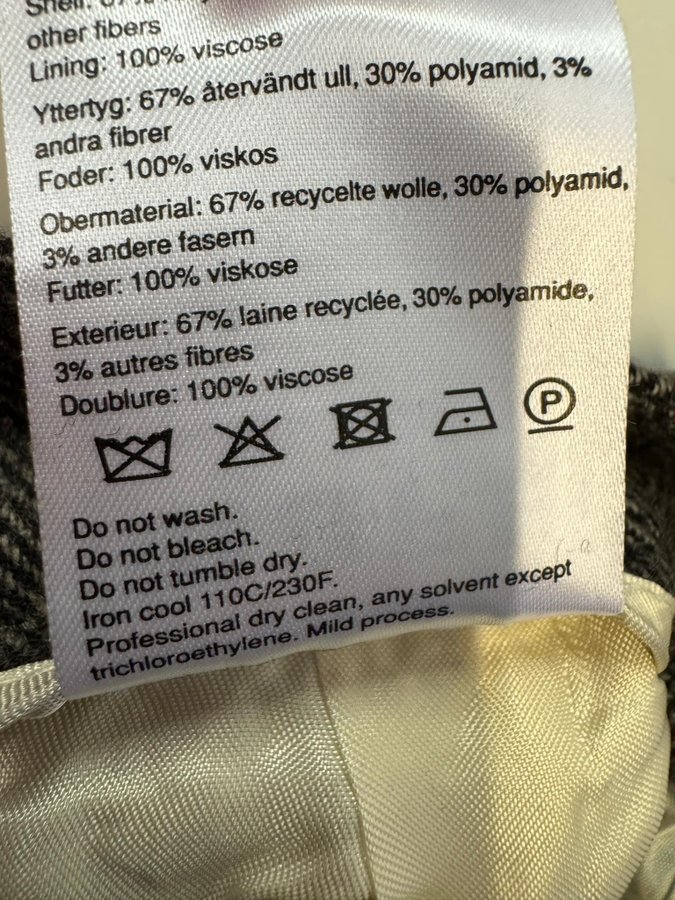 Shell: 67%
other fibers
Lining: 100% viscose
Yttertyg: 67% återvändt ull, 30% polyamid, 3%
andra fibrer
Foder: 100% viskos
Obermaterial: 67% recycelte wolle, 30% polyamid,
3% andere fasern
Futter: 100% viskose
Exterieur: 67% laine recyclée, 30% polyamide,
3% autres fibres
Doublure: 100% viscose
P
Do not wash.
Do not bleach.
Do not tumble dry.
Iron cool 110C/230F.
Professional dry clean, any solvent except
trichloroethylene. Mild process.